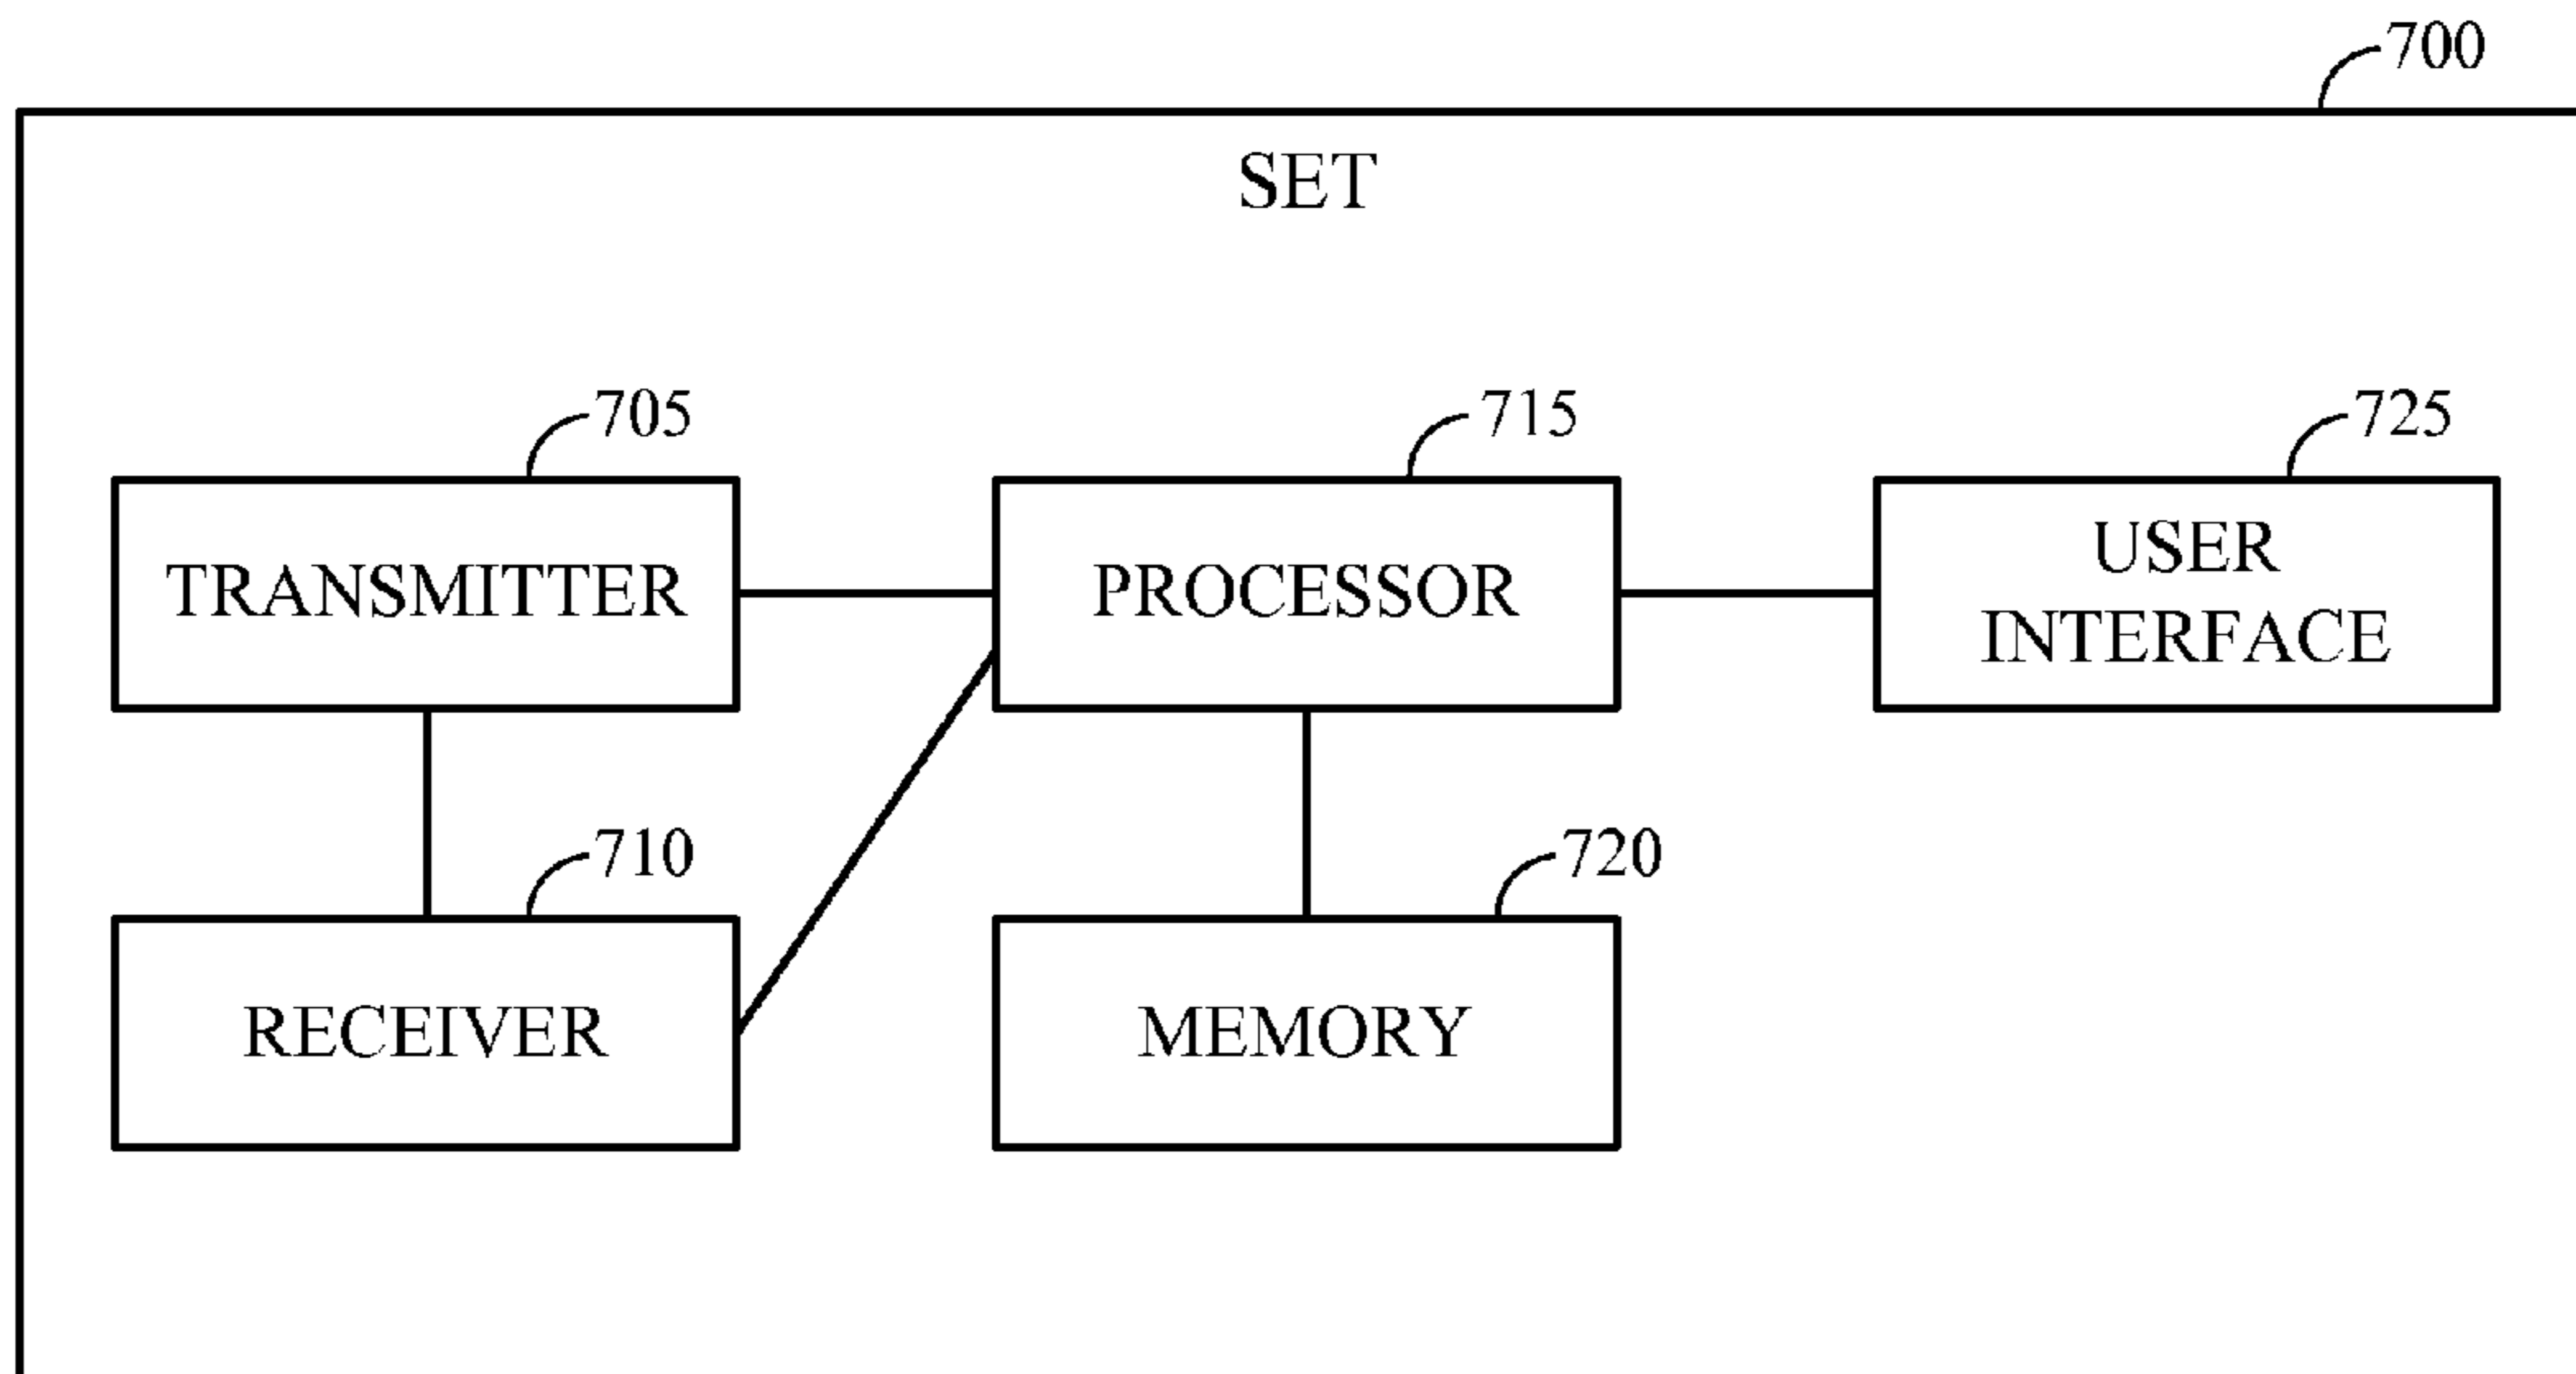 700
SET
705
715
725
TRANSMITTER
PROCESSOR
USER
INTERFACE
710
720
RECEIVER
MEMORY